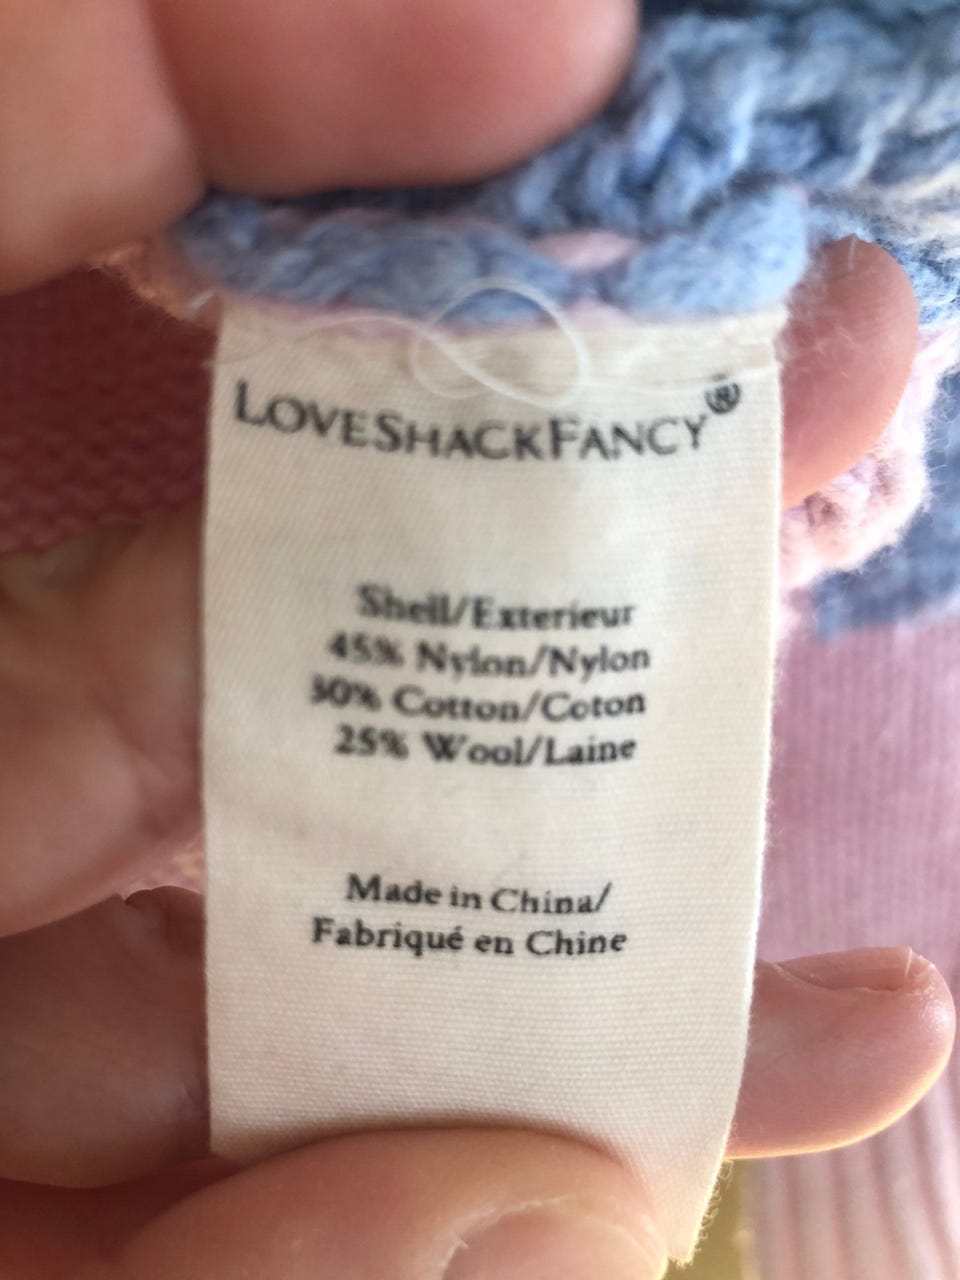 LOVESHACKFANCY®
Shell/Exterieur
45% Nylon/Nylon
30% Cotton/Coton
25% Wool/Laine
Made in China/
Fabriqué en Chine